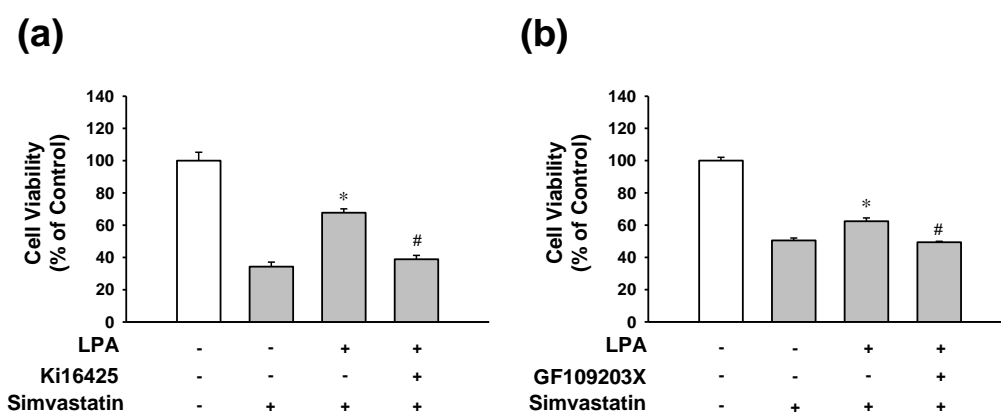 (a)
140
120
100
80
60
40
20
0
Cell Viability
(% of Control)
*
#
LPA - - + +
Ki16425 - - - +
Simvastatin - + + +
(b)
140
120
100
80
60
40
20
0
Cell Viability
(% of Control)
*
#
LPA - - + +
GF109203X - - - +
Simvastatin - + + +